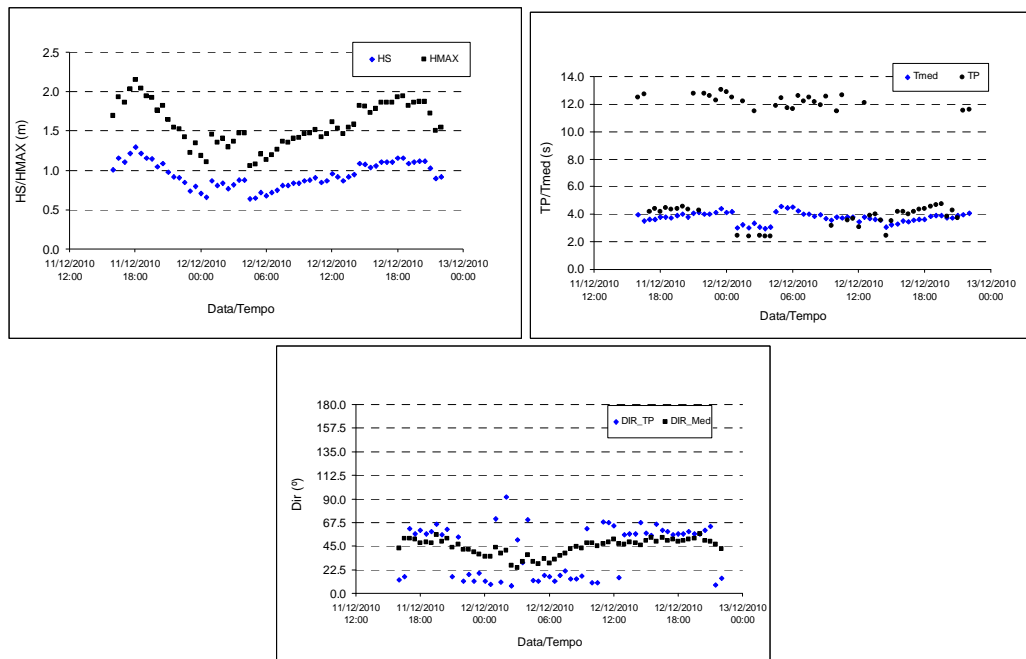 HS HMAX
2.5
2.0
1.5
1.0
0.5
0.0
HS/HMAX (m)
11/12/2010 11/12/2010 12/12/2010 12/12/2010 12/12/2010 12/12/2010 13/12/2010
12:00 18:00 00:00 06:00 12:00 18:00 00:00
Data/Tempo
Tmed TP
14.0
12.0
10.0
8.0
6.0
4.0
2.0
0.0
TP/Tmed (s)
11/12/2010 11/12/2010 12/12/2010 12/12/2010 12/12/2010 12/12/2010 13/12/2010
12:00 18:00 00:00 06:00 12:00 18:00 00:00
Data/Tempo
180.0
157.5
135.0
112.5
90.0
67.5
45.0
22.5
0.0
DIR_TP DIR_Med
Dir (º)
11/12/2010 11/12/2010 12/12/2010 12/12/2010 12/12/2010 12/12/2010 13/12/2010
12:00 18:00 00:00 06:00 12:00 18:00 00:00
Data/Tempo